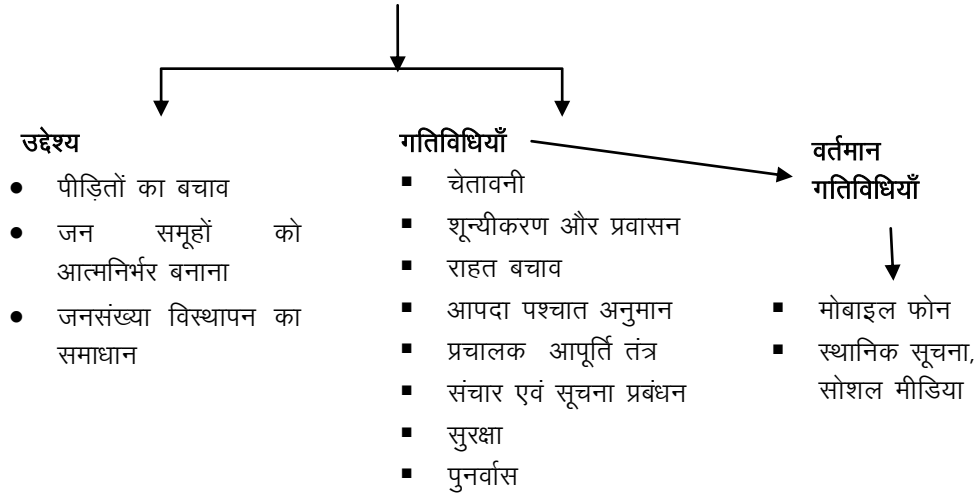 उद्देश्य
● पीड़ितों का बचाव
● जन समूहों को
आत्मनिर्भर बनाना
● जनसंख्या विस्थापन का
समाधान
गतिविधियाँ
▪ चेतावनी
▪ शून्यीकरण और प्रवासन
▪ राहत बचाव
▪ आपदा पश्चात अनुमान
▪ प्रचालक आपूर्ति तंत्र
▪ संचार एवं सूचना प्रबंधन
▪ सुरक्षा
▪ पुनर्वास
वर्तमान
गतिविधियाँ
▪ मोबाइल फोन
▪ स्थानिक सूचना,
सोशल मीडिया